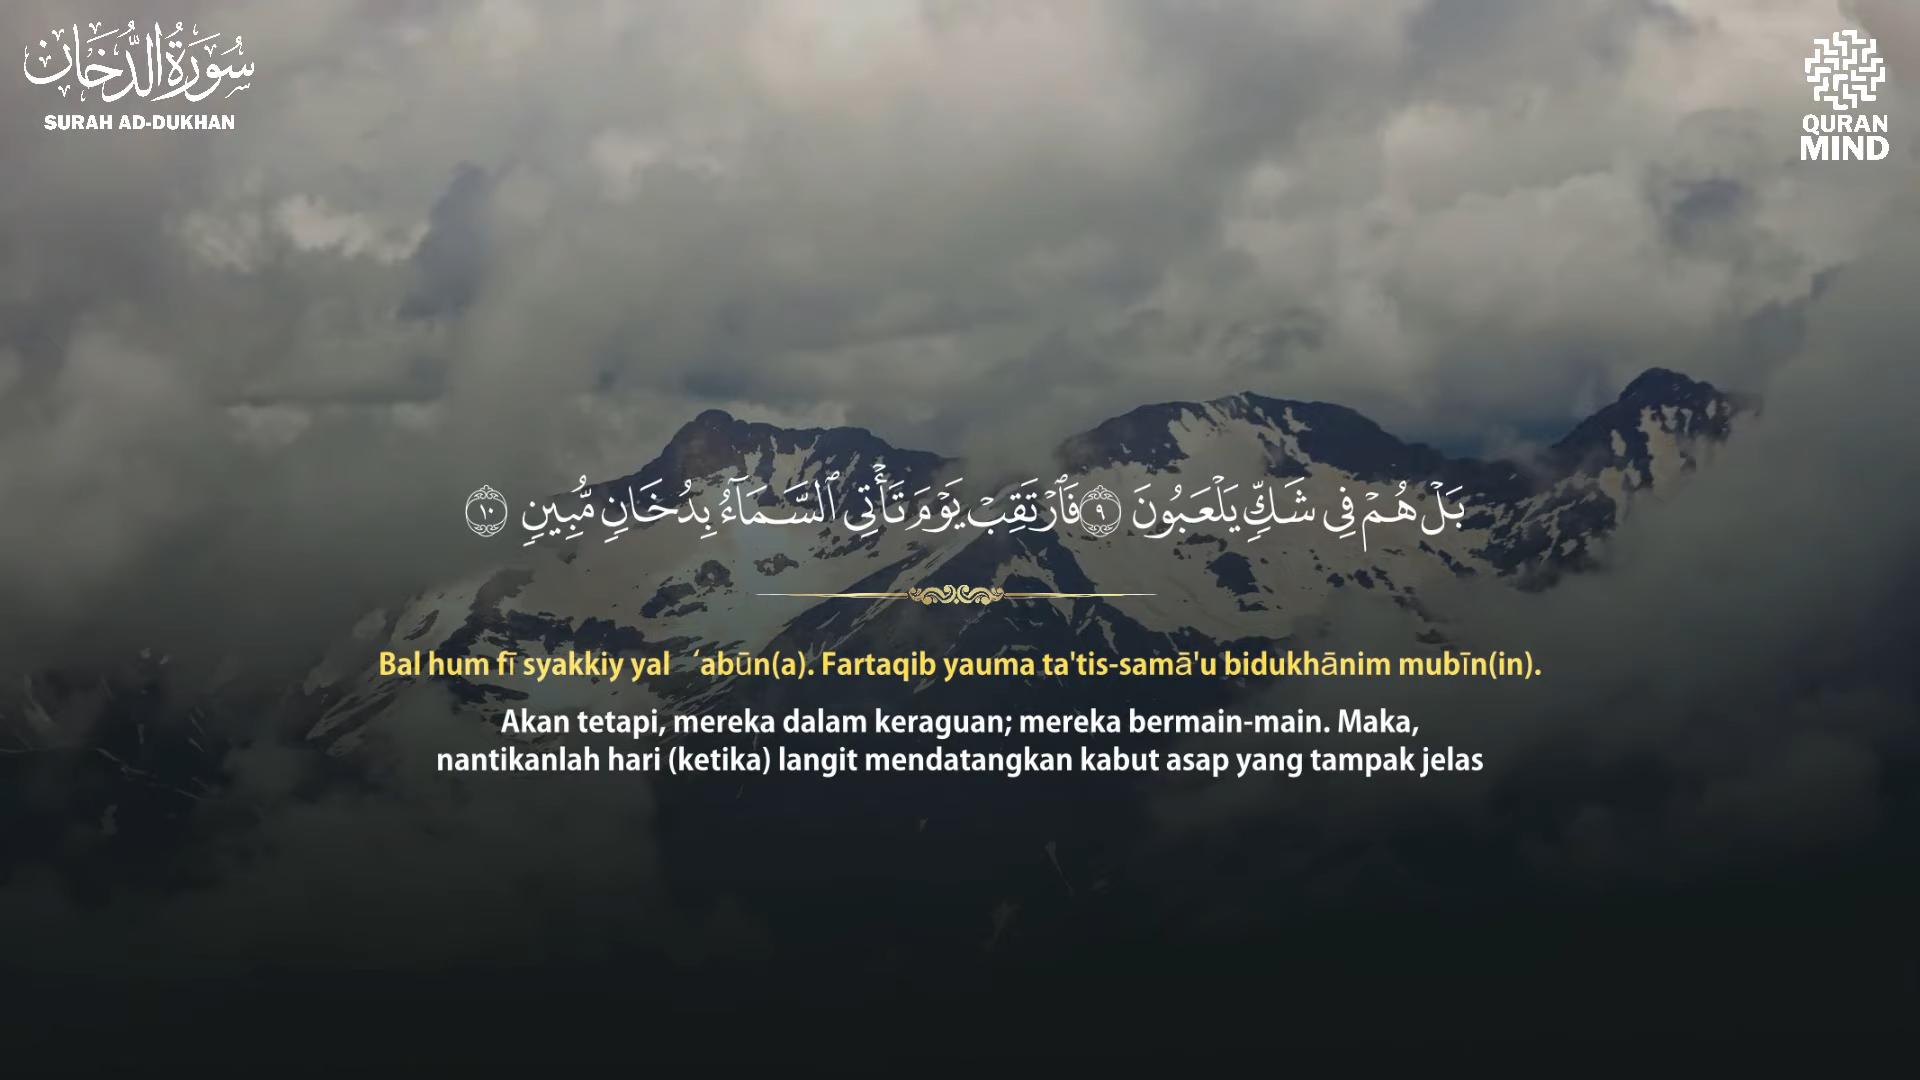 سُورَةُ الدُّخَان
SURAH AD-DUKHAN
QURAN
MIND
بَلْ هُمْ فِى شَكٍّ يَلْعَبُونَ ٩ فَٱرْتَقِبْ يَوْمَ تَأْتِى ٱلسَّمَآءُ بِدُخَانٍ مُّبِينٍ ١٠
Bal hum fī syakkiy yal ‘abūn(a). Fartaqib yauma ta'tis-samā'u bidukhānim mubīn(in).
Akan tetapi, mereka dalam keraguan; mereka bermain-main. Maka,
nantikanlah hari (ketika) langit mendatangkan kabut asap yang tampak jelas